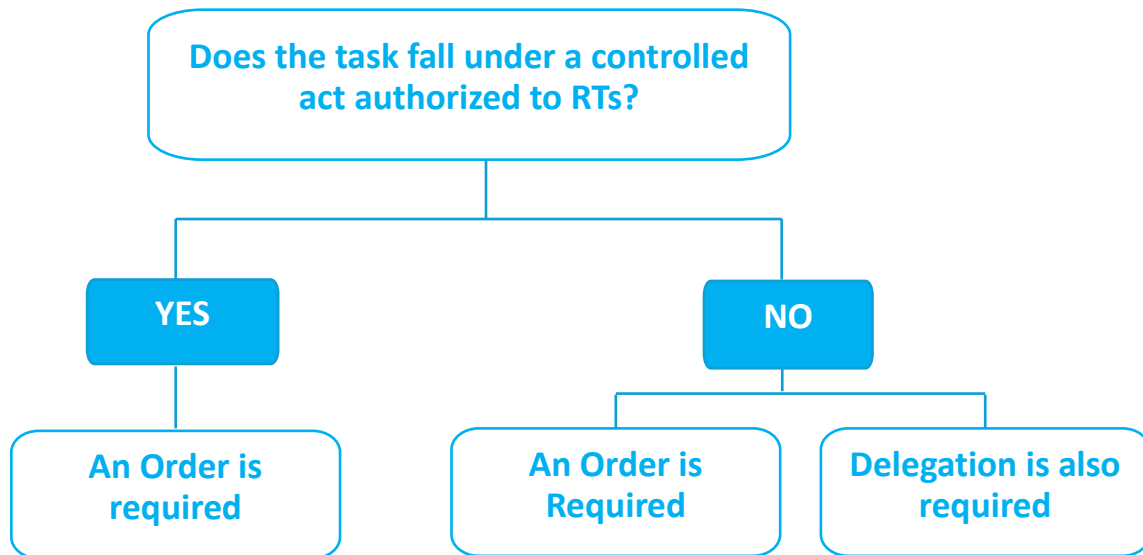 Does the task fall under a controlled
act authorized to RTs?
YES
NO
An Order is
required
An Order is
Required
Delegation is also
required